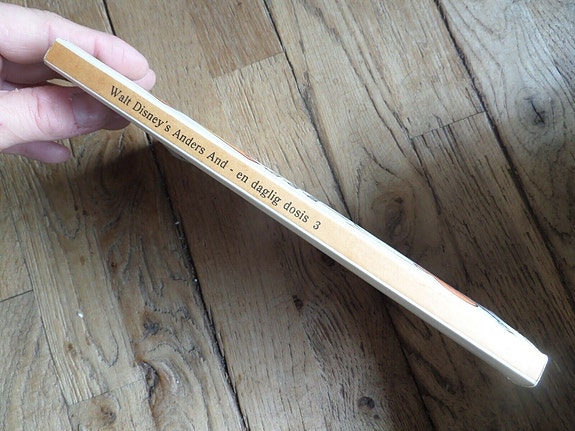 Walt Disney's Anders And - en daglig dosis 3